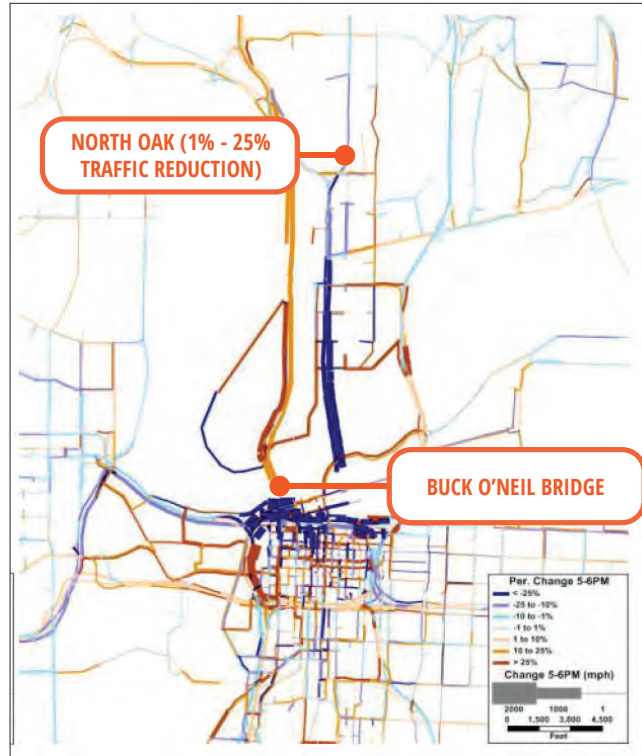 NORTH OAK (1% - 25%
TRAFFIC REDUCTION)
BUCK O'NEIL BRIDGE
Per. Change 5-6PM
< -25%
-25 to -10%
-10 to -1%
-1 to 1%
1 to 10%
10 to 25%
> 25%
Change 5-6PM (mph)
2000 1000 1
0 1,500 3,000 4,500
Feet